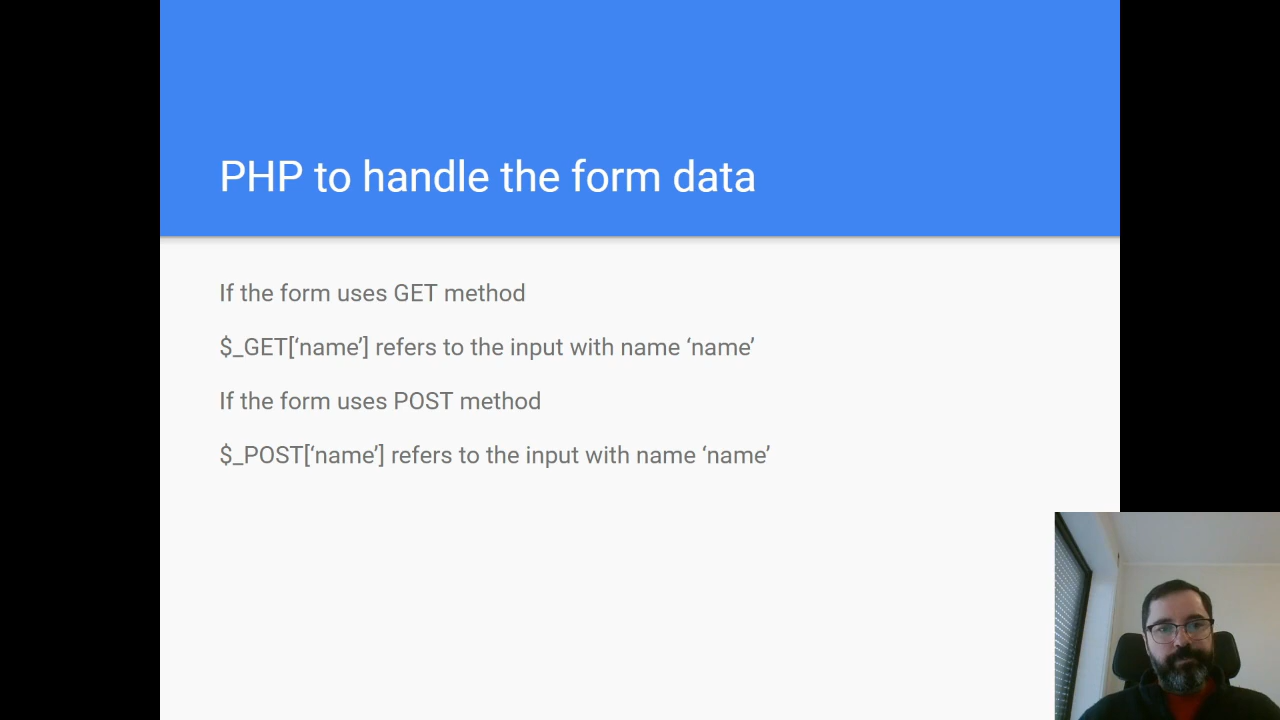 PHP to handle the form data
If the form uses GET method
$_GET[‘name’] refers to the input with name ‘name’
If the form uses POST method
$_POST[‘name’] refers to the input with name ‘name’